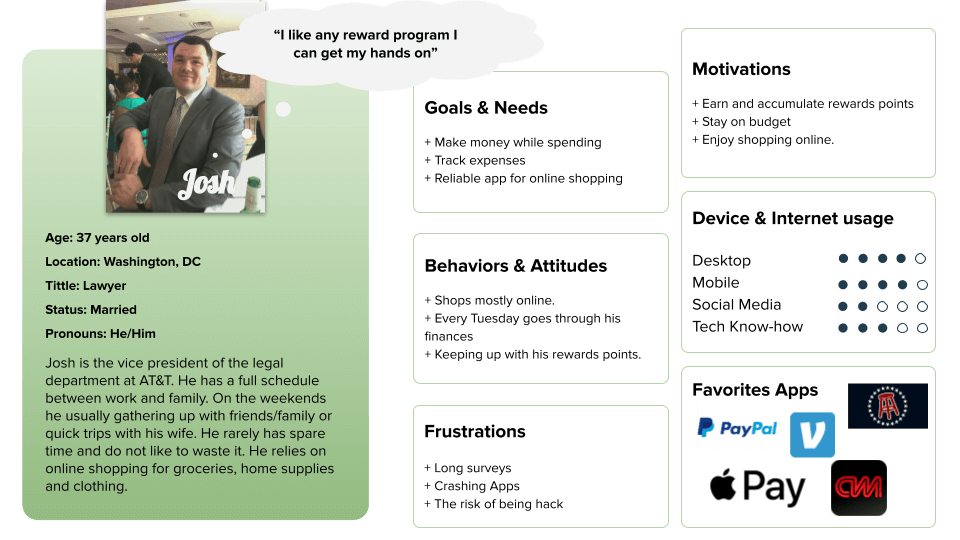 “I like any reward program I
can get my hands on”
Josh
Age: 37 years old
Location: Washington, DC
Tittle: Lawyer
Status: Married
Pronouns: He/Him
Josh is the vice president of the legal
department at AT&T. He has a full schedule
between work and family. On the weekends
he usually gathering up with friends/family or
quick trips with his wife. He rarely has spare
time and do not like to waste it. He relies on
online shopping for groceries, home supplies
and clothing.
Goals & Needs
+ Make money while spending
+ Track expenses
+ Reliable app for online shopping
Behaviors & Attitudes
+ Shops mostly online.
+ Every Tuesday goes through his
finances
+ Keeping up with his rewards points.
Frustrations
+ Long surveys
+ Crashing Apps
+ The risk of being hack
Motivations
+ Earn and accumulate rewards points
+ Stay on budget
+ Enjoy shopping online.
Device & Internet usage
Desktop
Mobile
Social Media
Tech Know-how
Favorites Apps
PayPal
V
Pay
CNN